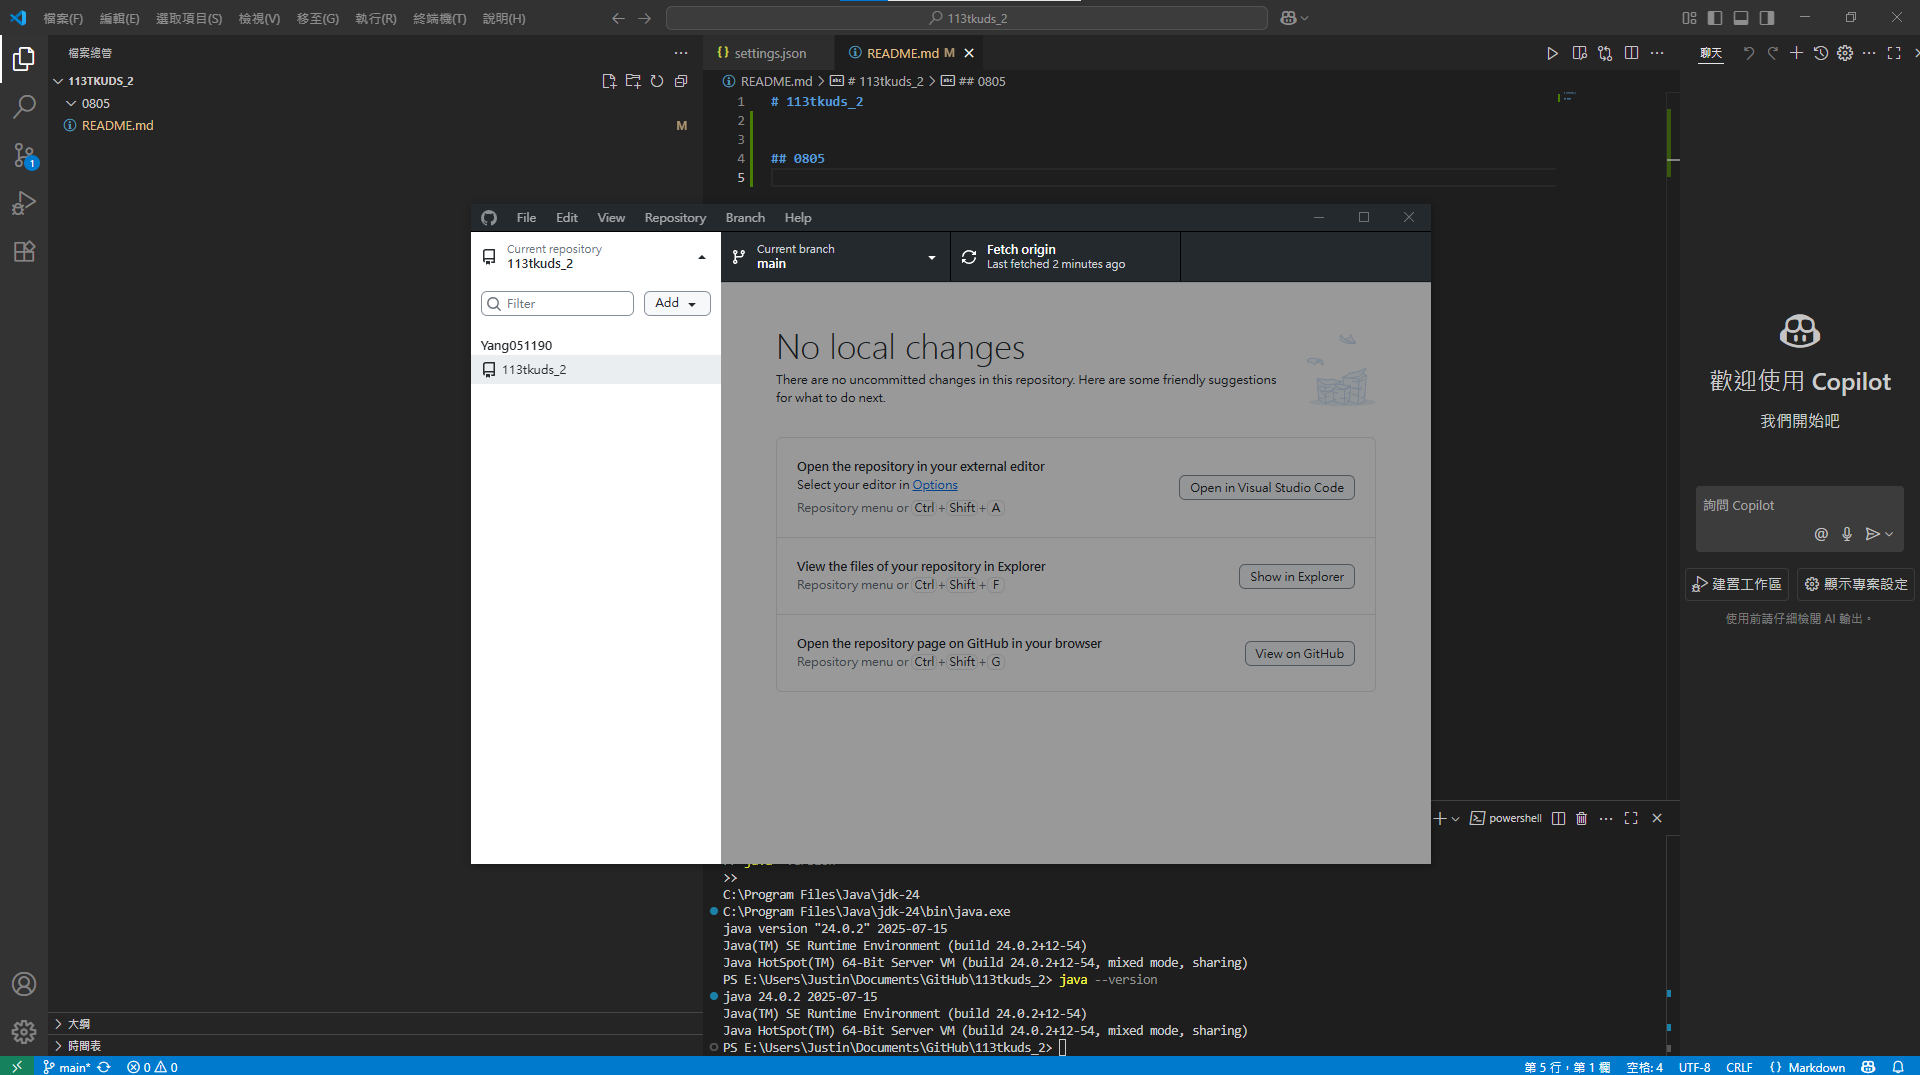 檔案(F) 編輯(E) 選取項目(S) 檢視(V) 移至(G) 執行(R) 終端機(T) 說明(H)
113tkuds_2
檔案總管
113TKUDS_2
0805
README.md M
1
settings.json
README.md M
README.md > # 113tkuds_2 > ## 0805
1 # 113tkuds_2
2
3
4 ## 0805
5
聊天
歡迎使用 Copilot
我們開始吧
詢問 Copilot
建置工作區
顯示專案設定
使用前請仔細檢閱 AI 輸出。
File Edit View Repository Branch Help
Current repository
113tkuds_2
Current branch
main
Fetch origin
Last fetched 2 minutes ago
Filter
Add
Yang051190
113tkuds_2
No local changes
There are no uncommitted changes in this repository. Here are some friendly suggestions
for what to do next.
Open the repository in your external editor
Select your editor in Options
Repository menu or Ctrl + Shift + A
Open in Visual Studio Code
View the files of your repository in Explorer
Repository menu or Ctrl + Shift + F
Show in Explorer
Open the repository page on GitHub in your browser
Repository menu or Ctrl + Shift + G
View on GitHub
powershell
>>
C:\Program Files\Java\jdk-24
C:\Program Files\Java\jdk-24\bin\java.exe
java version "24.0.2" 2025-07-15
Java(TM) SE Runtime Environment (build 24.0.2+12-54)
Java HotSpot(TM) 64-Bit Server VM (build 24.0.2+12-54, mixed mode, sharing)
PS E:\Users\Justin\Documents\GitHub\113tkuds_2> java --version
java 24.0.2 2025-07-15
Java(TM) SE Runtime Environment (build 24.0.2+12-54)
Java HotSpot(TM) 64-Bit Server VM (build 24.0.2+12-54, mixed mode, sharing)
PS E:\Users\Justin\Documents\GitHub\113tkuds_2>
大綱
時間表
main* 0 0
第 5 行，第 1 欄 空格: 4 UTF-8 CRLF {} Markdown